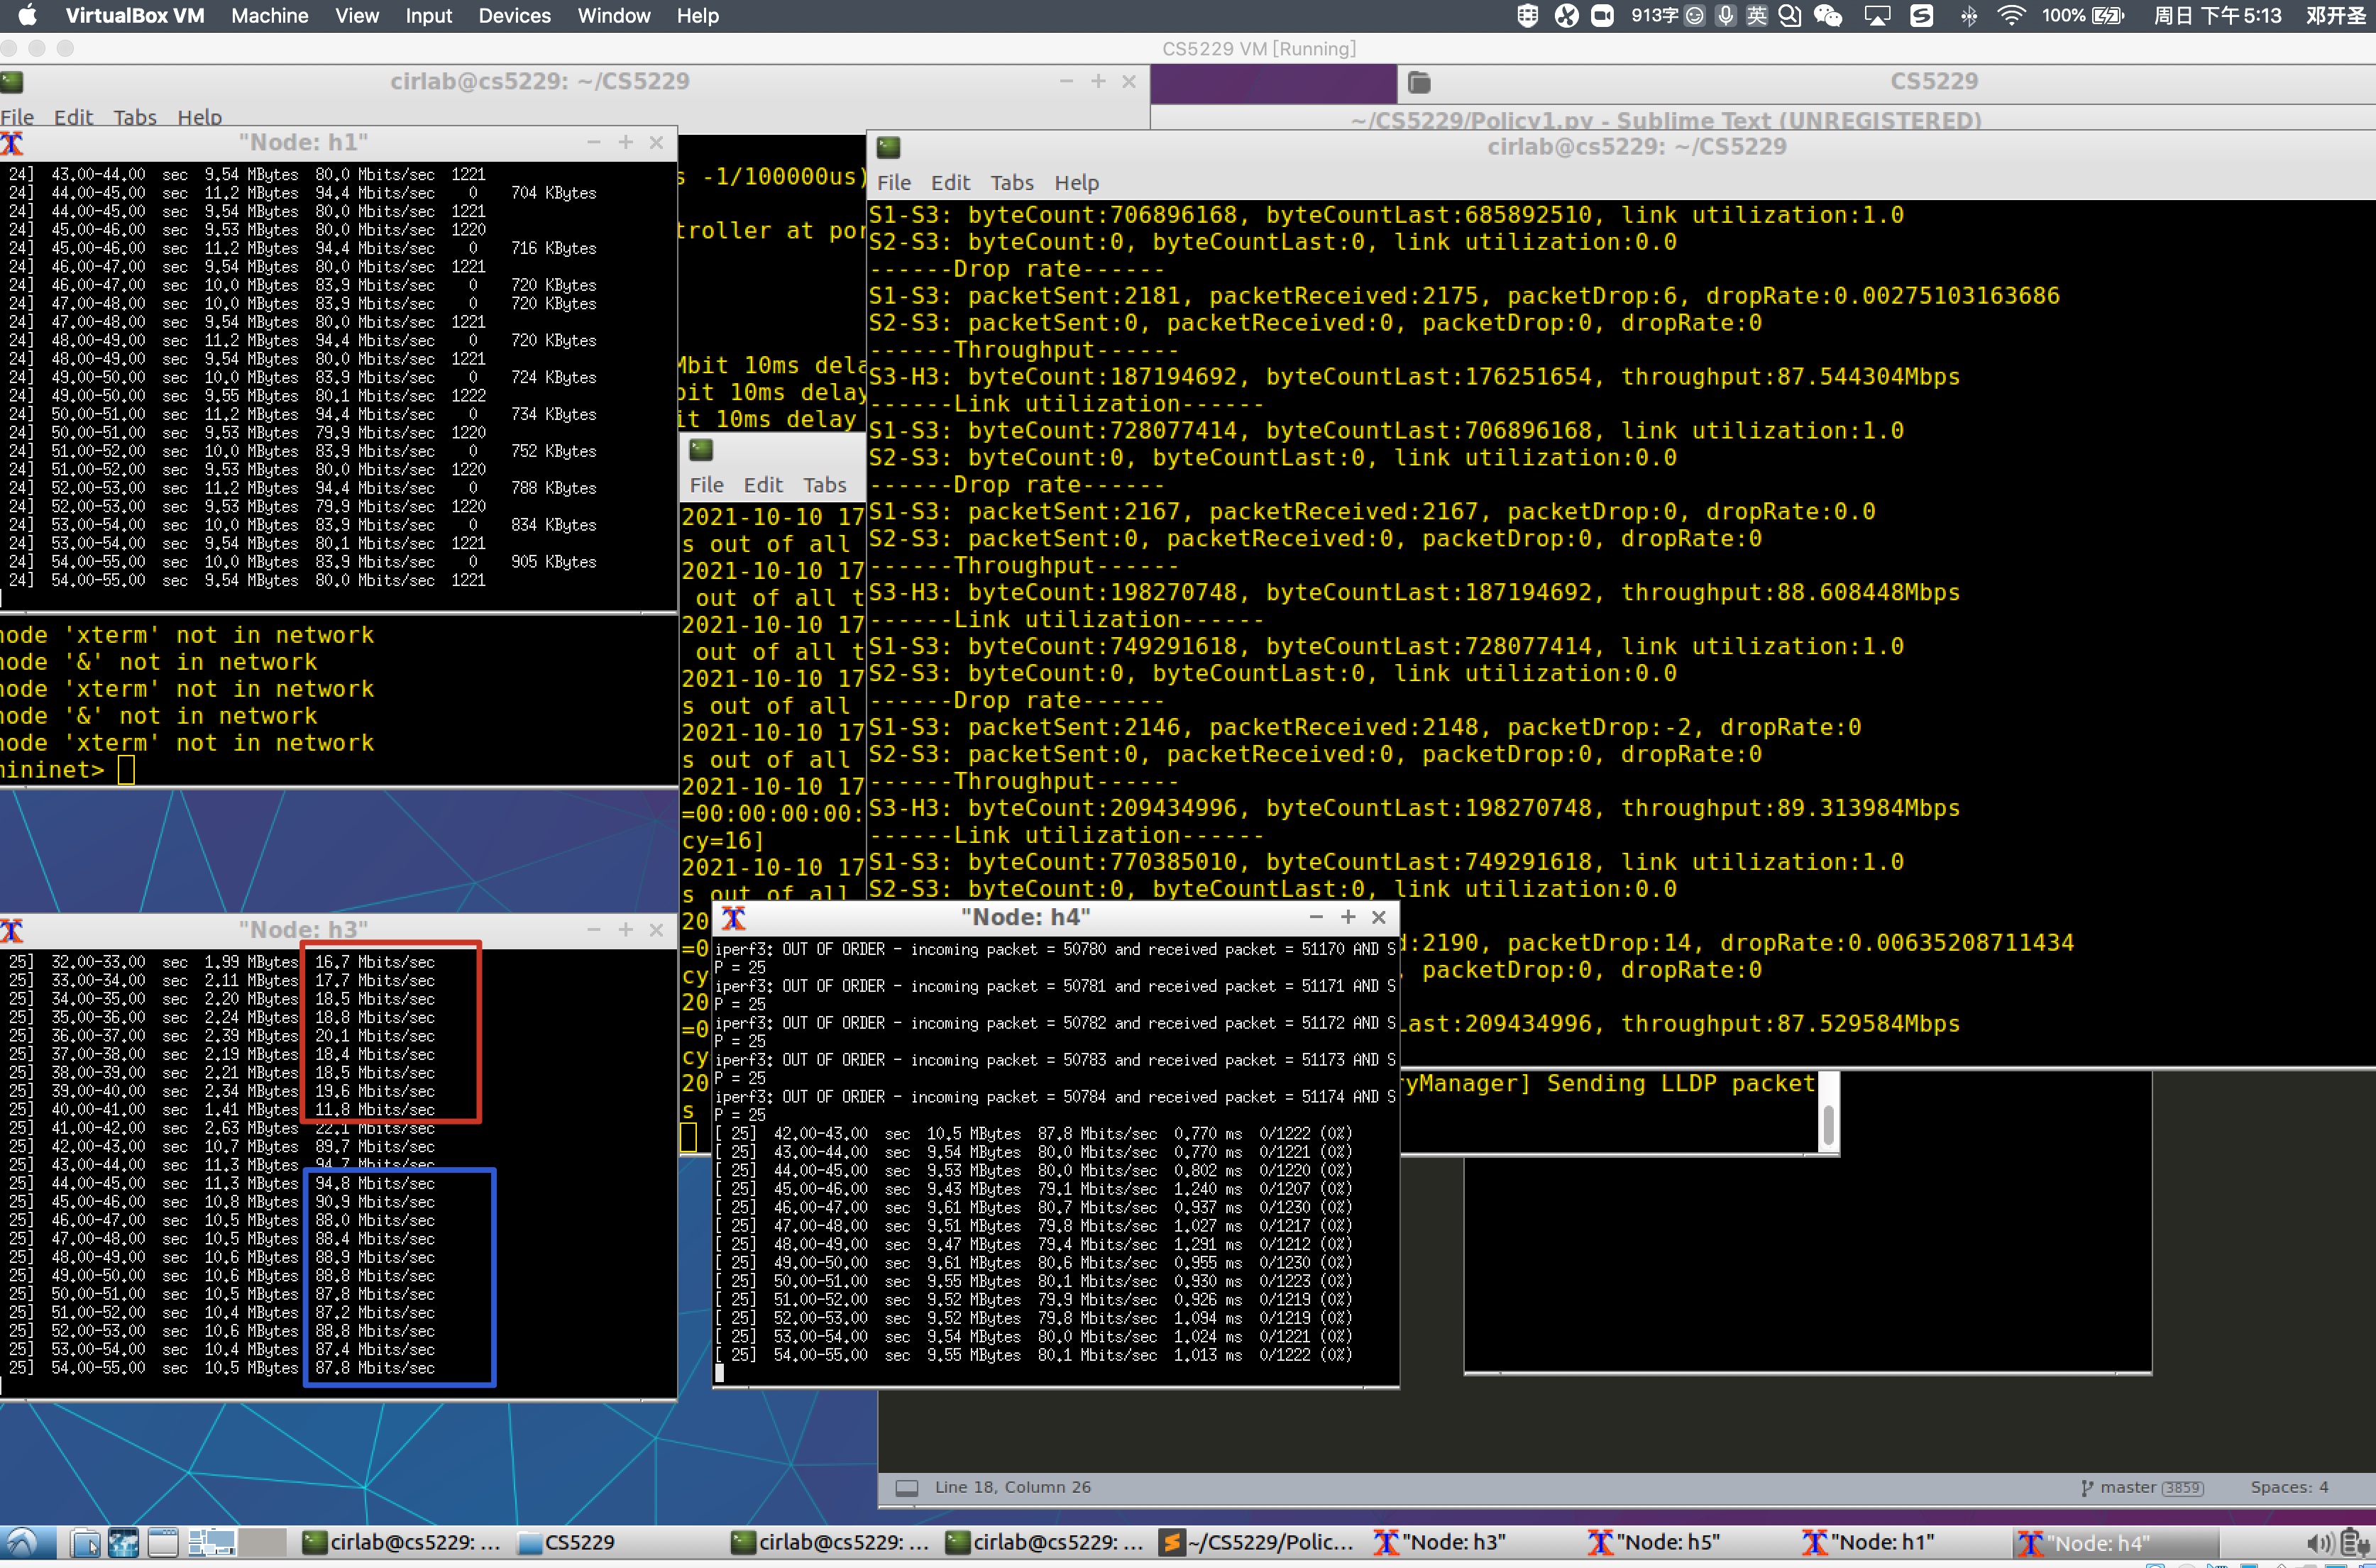 VirtualBox VM Machine View Input Devices Window Help 913字 英 100% 周日 下午5:13 邓开圣
CS5229 VM [Running]
cirlab@cs5229: ~/CS5229
File Edit Tabs Help
CS5229
~/CS5229/Policy1.py - Sublime Text (UNREGISTERED)
"Node: h1"
24] 43.00-44.00 sec 9.54 MBytes 80.0 Mbits/sec 1221
24] 44.00-45.00 sec 11.2 MBytes 94.4 Mbits/sec 0 704 KBytes
24] 44.00-45.00 sec 9.54 MBytes 80.0 Mbits/sec 1221
24] 45.00-46.00 sec 9.53 MBytes 80.0 Mbits/sec 1220
24] 45.00-46.00 sec 11.2 MBytes 94.4 Mbits/sec 0 716 KBytes
24] 46.00-47.00 sec 9.54 MBytes 80.0 Mbits/sec 1221
24] 46.00-47.00 sec 10.0 MBytes 83.9 Mbits/sec 0 720 KBytes
24] 47.00-48.00 sec 10.0 MBytes 83.9 Mbits/sec 0 720 KBytes
24] 47.00-48.00 sec 9.54 MBytes 80.0 Mbits/sec 1221
24] 48.00-49.00 sec 11.2 MBytes 94.4 Mbits/sec 0 720 KBytes
24] 48.00-49.00 sec 9.54 MBytes 80.0 Mbits/sec 1221
24] 49.00-50.00 sec 10.0 MBytes 83.9 Mbits/sec 0 724 KBytes
24] 49.00-50.00 sec 9.55 MBytes 80.1 Mbits/sec 1222
24] 50.00-51.00 sec 11.2 MBytes 94.4 Mbits/sec 0 734 KBytes
24] 50.00-51.00 sec 9.53 MBytes 79.9 Mbits/sec 1220
24] 51.00-52.00 sec 10.0 MBytes 83.9 Mbits/sec 0 752 KBytes
24] 51.00-52.00 sec 9.53 MBytes 80.0 Mbits/sec 1220
24] 52.00-53.00 sec 11.2 MBytes 94.4 Mbits/sec 0 788 KBytes
24] 52.00-53.00 sec 9.53 MBytes 79.9 Mbits/sec 1220
24] 53.00-54.00 sec 10.0 MBytes 83.9 Mbits/sec 0 834 KBytes
24] 53.00-54.00 sec 9.54 MBytes 80.1 Mbits/sec 1221
24] 54.00-55.00 sec 10.0 MBytes 83.9 Mbits/sec 0 905 KBytes
24] 54.00-55.00 sec 9.54 MBytes 80.0 Mbits/sec 1221
node 'xterm' not in network
node '&' not in network
node 'xterm' not in network
node '&' not in network
node 'xterm' not in network
mininet>
s -1/100000us)
troller at por
Mbit 10ms dela
bit 10ms delay
it 10ms delay
File Edit Tabs
2021-10-10 17
s out of all
2021-10-10 17
out of all t
2021-10-10 17
out of all t
2021-10-10 17
s out of all
2021-10-10 17
s out of all
2021-10-10 17
=00:00:00:00:
cy=16]
2021-10-10 17
s out of all
20
=0
cy
20
=0
cy
20
s
ryManager] Sending LLDP packet
cirlab@cs5229: ~/CS5229
File Edit Tabs Help
S1-S3: byteCount:706896168, byteCountLast:685892510, link utilization:1.0
S2-S3: byteCount:0, byteCountLast:0, link utilization:0.0
------Drop rate------
S1-S3: packetSent:2181, packetReceived:2175, packetDrop:6, dropRate:0.00275103163686
S2-S3: packetSent:0, packetReceived:0, packetDrop:0, dropRate:0
------Throughput------
S3-H3: byteCount:187194692, byteCountLast:176251654, throughput:87.544304Mbps
------Link utilization------
S1-S3: byteCount:728077414, byteCountLast:706896168, link utilization:1.0
S2-S3: byteCount:0, byteCountLast:0, link utilization:0.0
------Drop rate------
S1-S3: packetSent:2167, packetReceived:2167, packetDrop:0, dropRate:0.0
S2-S3: packetSent:0, packetReceived:0, packetDrop:0, dropRate:0
------Throughput------
S3-H3: byteCount:198270748, byteCountLast:187194692, throughput:88.608448Mbps
------Link utilization------
S1-S3: byteCount:749291618, byteCountLast:728077414, link utilization:1.0
S2-S3: byteCount:0, byteCountLast:0, link utilization:0.0
------Drop rate------
S1-S3: packetSent:2146, packetReceived:2148, packetDrop:-2, dropRate:0
S2-S3: packetSent:0, packetReceived:0, packetDrop:0, dropRate:0
------Throughput------
S3-H3: byteCount:209434996, byteCountLast:198270748, throughput:89.313984Mbps
------Link utilization------
S1-S3: byteCount:770385010, byteCountLast:749291618, link utilization:1.0
S2-S3: byteCount:0, byteCountLast:0, link utilization:0.0
d:2190, packetDrop:14, dropRate:0.00635208711434
, packetDrop:0, dropRate:0
Last:209434996, throughput:87.529584Mbps
"Node: h3"
25] 32.00-33.00 sec 1.99 MBytes 16.7 Mbits/sec
25] 33.00-34.00 sec 2.11 MBytes 17.7 Mbits/sec
25] 34.00-35.00 sec 2.20 MBytes 18.5 Mbits/sec
25] 35.00-36.00 sec 2.24 MBytes 18.8 Mbits/sec
25] 36.00-37.00 sec 2.39 MBytes 20.1 Mbits/sec
25] 37.00-38.00 sec 2.19 MBytes 18.4 Mbits/sec
25] 38.00-39.00 sec 2.21 MBytes 18.5 Mbits/sec
25] 39.00-40.00 sec 2.34 MBytes 19.6 Mbits/sec
25] 40.00-41.00 sec 1.41 MBytes 11.8 Mbits/sec
25] 41.00-42.00 sec 2.63 MBytes 22.1 Mbits/sec
25] 42.00-43.00 sec 10.7 MBytes 89.7 Mbits/sec
25] 43.00-44.00 sec 11.3 MBytes 94.7 Mbits/sec
25] 44.00-45.00 sec 11.3 MBytes 94.8 Mbits/sec
25] 45.00-46.00 sec 10.8 MBytes 90.9 Mbits/sec
25] 46.00-47.00 sec 10.5 MBytes 88.0 Mbits/sec
25] 47.00-48.00 sec 10.5 MBytes 88.4 Mbits/sec
25] 48.00-49.00 sec 10.6 MBytes 88.9 Mbits/sec
25] 49.00-50.00 sec 10.6 MBytes 88.8 Mbits/sec
25] 50.00-51.00 sec 10.5 MBytes 87.8 Mbits/sec
25] 51.00-52.00 sec 10.4 MBytes 87.2 Mbits/sec
25] 52.00-53.00 sec 10.6 MBytes 88.8 Mbits/sec
25] 53.00-54.00 sec 10.4 MBytes 87.4 Mbits/sec
25] 54.00-55.00 sec 10.5 MBytes 87.8 Mbits/sec
"Node: h4"
iperf3: OUT OF ORDER - incoming packet = 50780 and received packet = 51170 AND S
P = 25
iperf3: OUT OF ORDER - incoming packet = 50781 and received packet = 51171 AND S
P = 25
iperf3: OUT OF ORDER - incoming packet = 50782 and received packet = 51172 AND S
P = 25
iperf3: OUT OF ORDER - incoming packet = 50783 and received packet = 51173 AND S
P = 25
iperf3: OUT OF ORDER - incoming packet = 50784 and received packet = 51174 AND S
P = 25
[ 25] 42.00-43.00 sec 10.5 MBytes 87.8 Mbits/sec 0.770 ms 0/1222 (0%)
[ 25] 43.00-44.00 sec 9.54 MBytes 80.0 Mbits/sec 0.770 ms 0/1221 (0%)
[ 25] 44.00-45.00 sec 9.53 MBytes 80.0 Mbits/sec 0.802 ms 0/1220 (0%)
[ 25] 45.00-46.00 sec 9.43 MBytes 79.1 Mbits/sec 1.240 ms 0/1207 (0%)
[ 25] 46.00-47.00 sec 9.61 MBytes 80.7 Mbits/sec 0.937 ms 0/1230 (0%)
[ 25] 47.00-48.00 sec 9.51 MBytes 79.8 Mbits/sec 1.027 ms 0/1217 (0%)
[ 25] 48.00-49.00 sec 9.47 MBytes 79.4 Mbits/sec 1.291 ms 0/1212 (0%)
[ 25] 49.00-50.00 sec 9.61 MBytes 80.6 Mbits/sec 0.955 ms 0/1230 (0%)
[ 25] 50.00-51.00 sec 9.55 MBytes 80.1 Mbits/sec 0.930 ms 0/1223 (0%)
[ 25] 51.00-52.00 sec 9.52 MBytes 79.9 Mbits/sec 0.926 ms 0/1219 (0%)
[ 25] 52.00-53.00 sec 9.52 MBytes 79.8 Mbits/sec 1.094 ms 0/1219 (0%)
[ 25] 53.00-54.00 sec 9.54 MBytes 80.0 Mbits/sec 1.024 ms 0/1221 (0%)
[ 25] 54.00-55.00 sec 9.55 MBytes 80.1 Mbits/sec 1.013 ms 0/1222 (0%)
Line 18, Column 26 master 3859 Spaces: 4
cirlab@cs5229: ... CS5229 cirlab@cs5229: ... cirlab@cs5229: ... ~/CS5229/Polic... "Node: h3" "Node: h5" "Node: h1" "Node: h4"